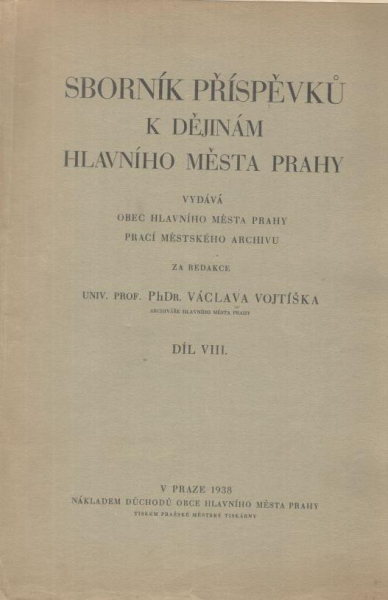 SBORNÍK PŘÍSPĚVKŮ
K DĚJINÁM
HLAVNÍHO MĚSTA PRAHY
VYDÁVÁ
OBEC HLAVNÍHO MĚSTA PRAHY
PRACÍ MĚSTSKÉHO ARCHIVU
ZA REDAKCE
UNIV. PROF. PhDr. VÁCLAVA VOJTÍŠKA
ARCHIVÁŘE HLAVNÍHO MĚSTA PRAHY
DÍL VIII.
V PRAZE 1938
NÁKLADEM DŮCHODŮ OBCE HLAVNÍHO MĚSTA PRAHY
TISKEM PRAŽSKÉ MĚSTSKÉ TISKÁRNY